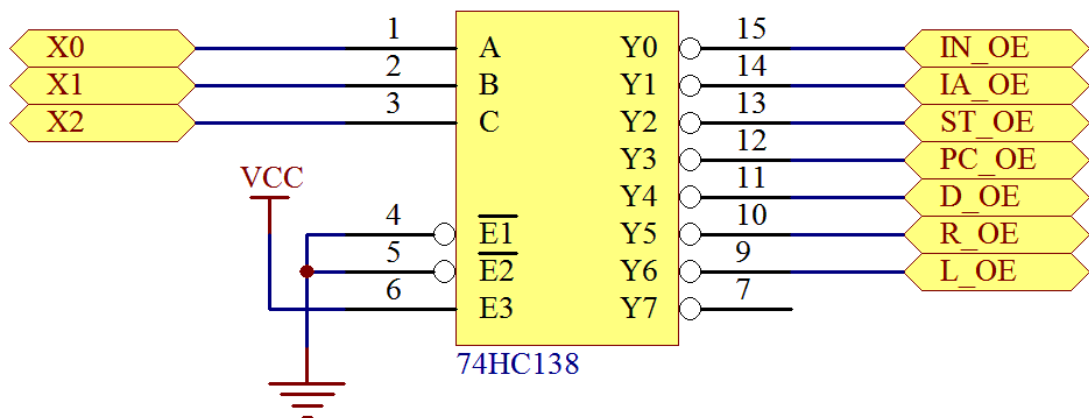 X0 1 A Y0 15 IN_OE
X1 2 B Y1 14 IA_OE
X2 3 C Y2 13 ST_OE
Y3 12 PC_OE
VCC Y4 11 D_OE
4 E1 Y5 10 R_OE
5 E2 Y6 9 L_OE
6 E3 Y7 7
74HC138